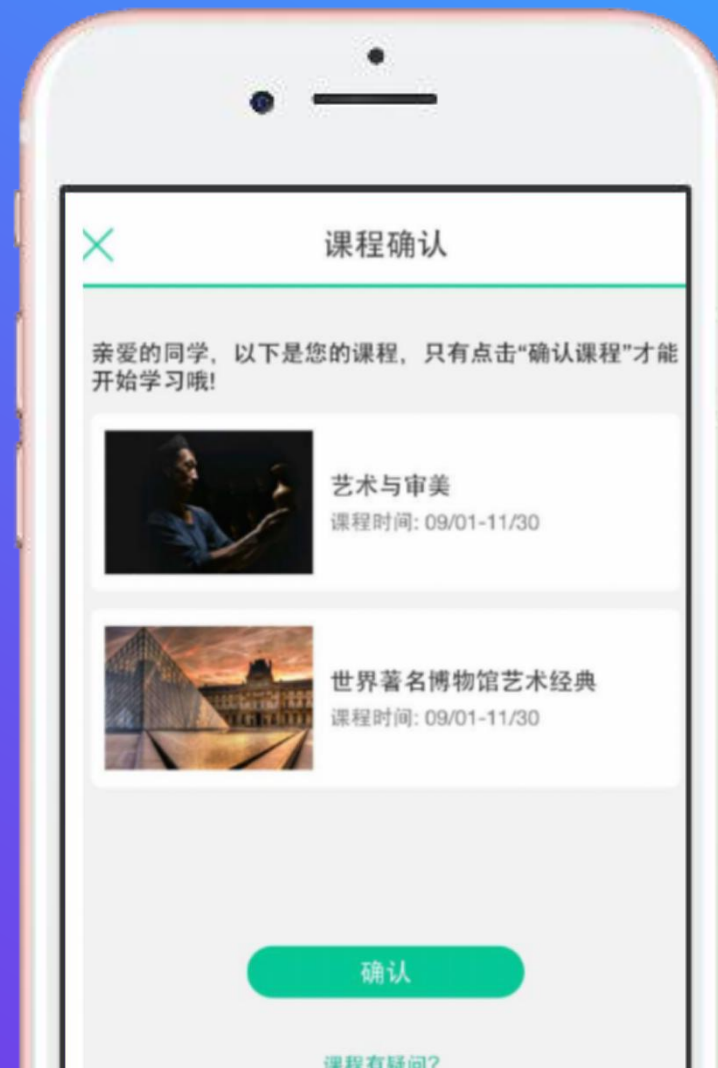 课程确认
亲爱的同学，以下是您的课程，只有点击“确认课程”才能
开始学习哦!
艺术与审美
课程时间: 09/01-11/30
世界著名博物馆艺术经典
课程时间: 09/01-11/30
确认
课程有疑问?